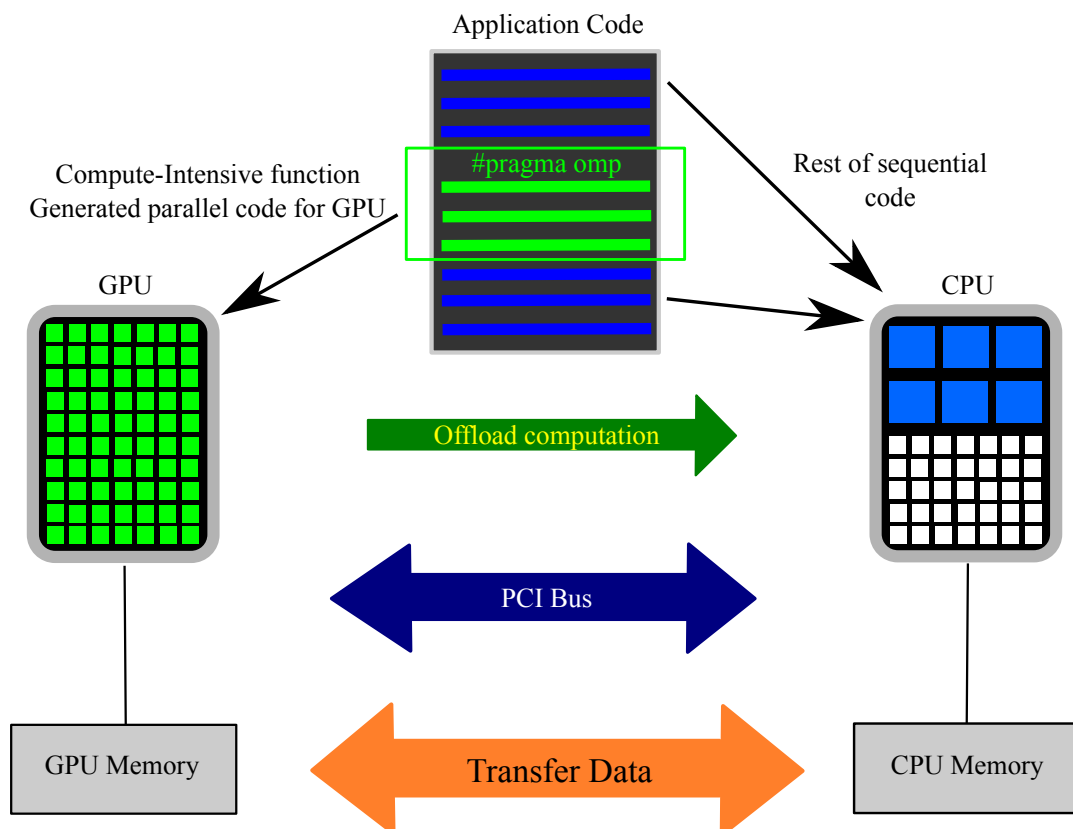 Application Code
#pragma omp
Compute-Intensive function
Generated parallel code for GPU
Rest of sequential
code
GPU
CPU
Offload computation
PCI Bus
GPU Memory
Transfer Data
CPU Memory